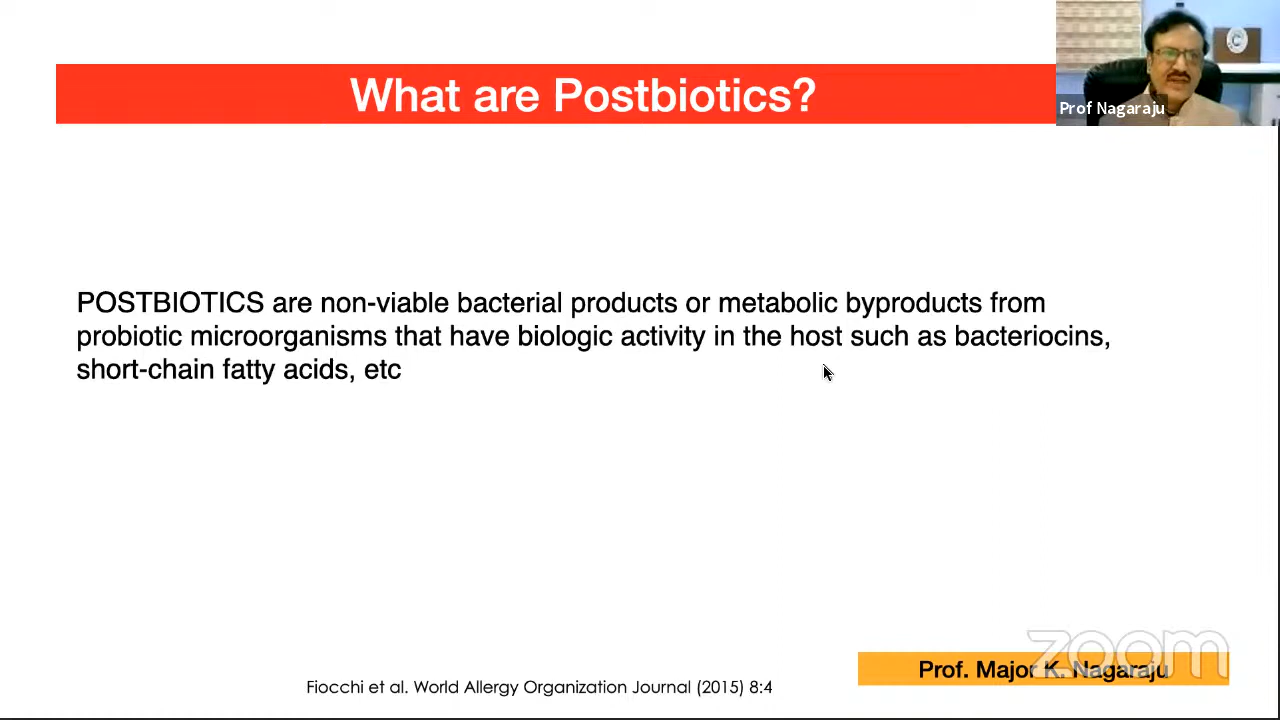 What are Postbiotics?
Prof Nagaraju
POSTBIOTICS are non-viable bacterial products or metabolic byproducts from
probiotic microorganisms that have biologic activity in the host such as bacteriocins,
short-chain fatty acids, etc
zoom
Prof. Major K. Nagaraju
Fiocchi et al. World Allergy Organization Journal (2015) 8:4